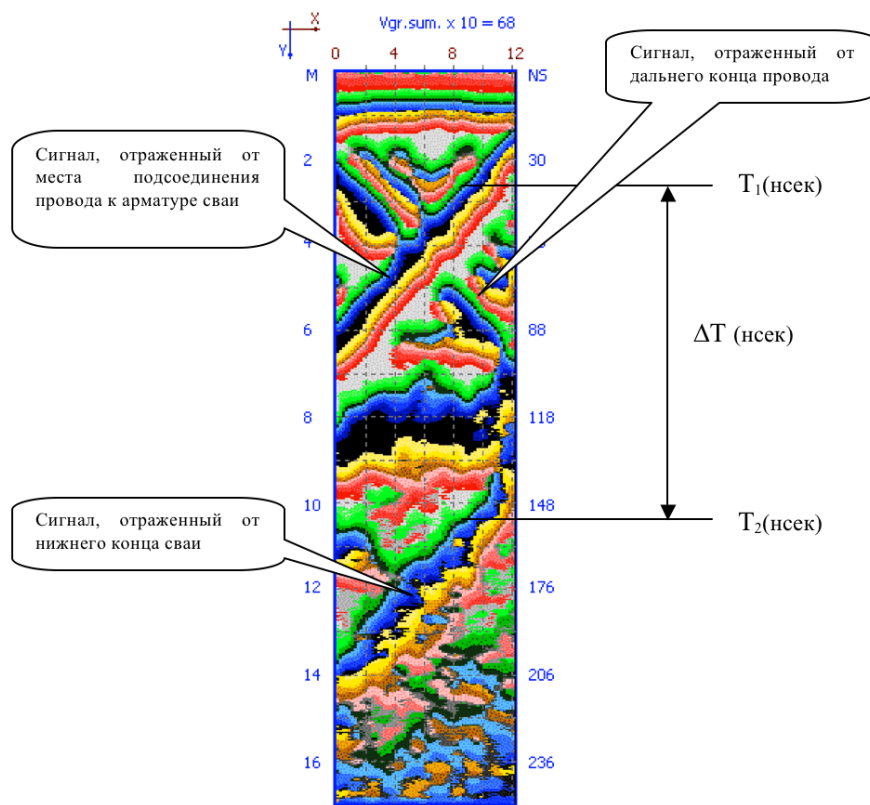 X
Y
Vgr.sum. x 10 = 68
0 4 8 12
M
NS
2
30
4
6
88
8
118
10
148
12
176
14
206
16
236
Сигнал, отраженный от
дальнего конца провода
Сигнал, отраженный от
места подсоединения
провода к арматуре сваи
Сигнал, отраженный от
нижнего конца сваи
T₁(нсек)
ΔT (нсек)
T₂(нсек)